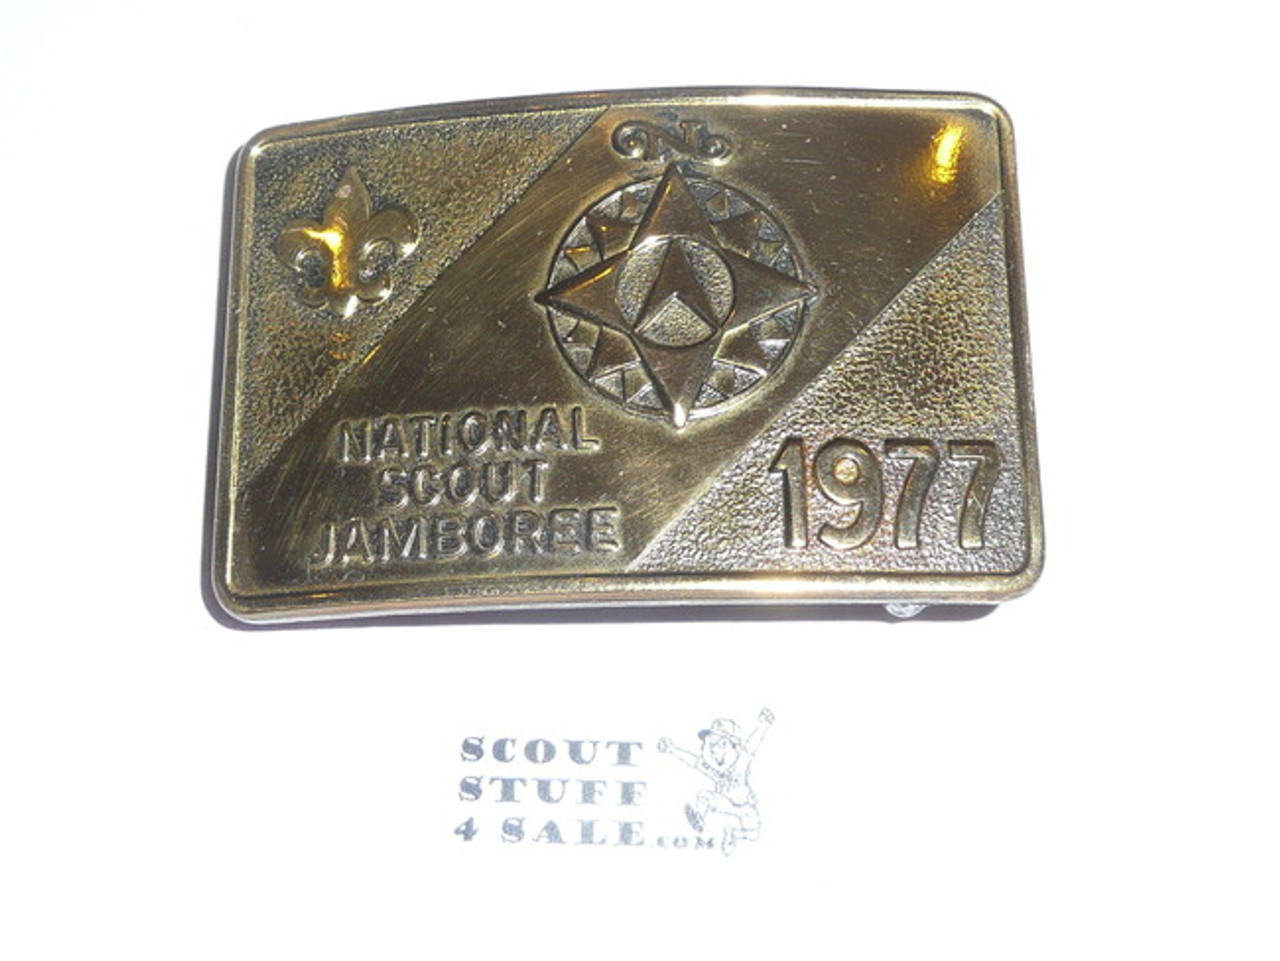 N
NATIONAL
SCOUT
JAMBOREE
1977
SCOUT
STUFF
4 SALE.COM